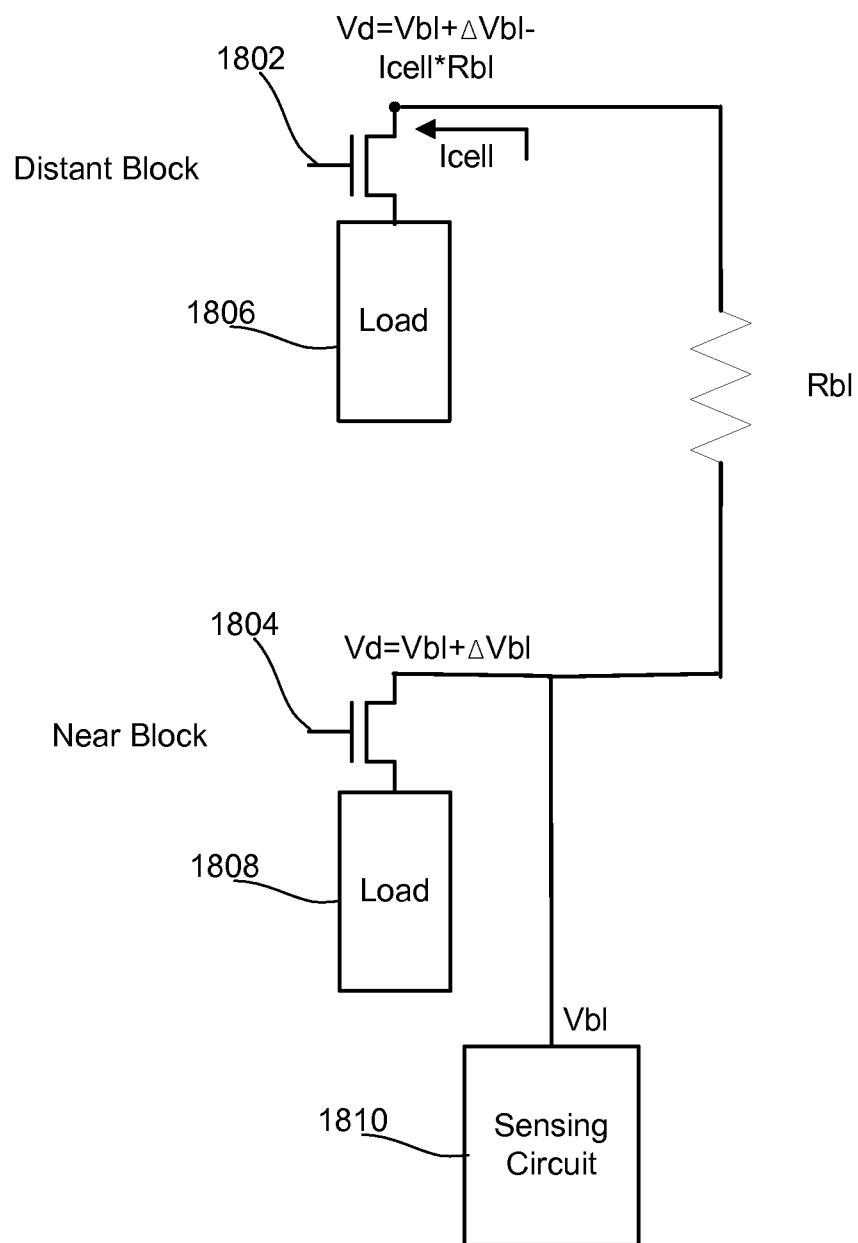 Vd=Vbl+△Vbl-
Icell*Rbl
1802
Icell
Distant Block
1806
Load
Rbl
1804
Vd=Vbl+△Vbl
Near Block
1808
Load
Vbl
1810
Sensing
Circuit